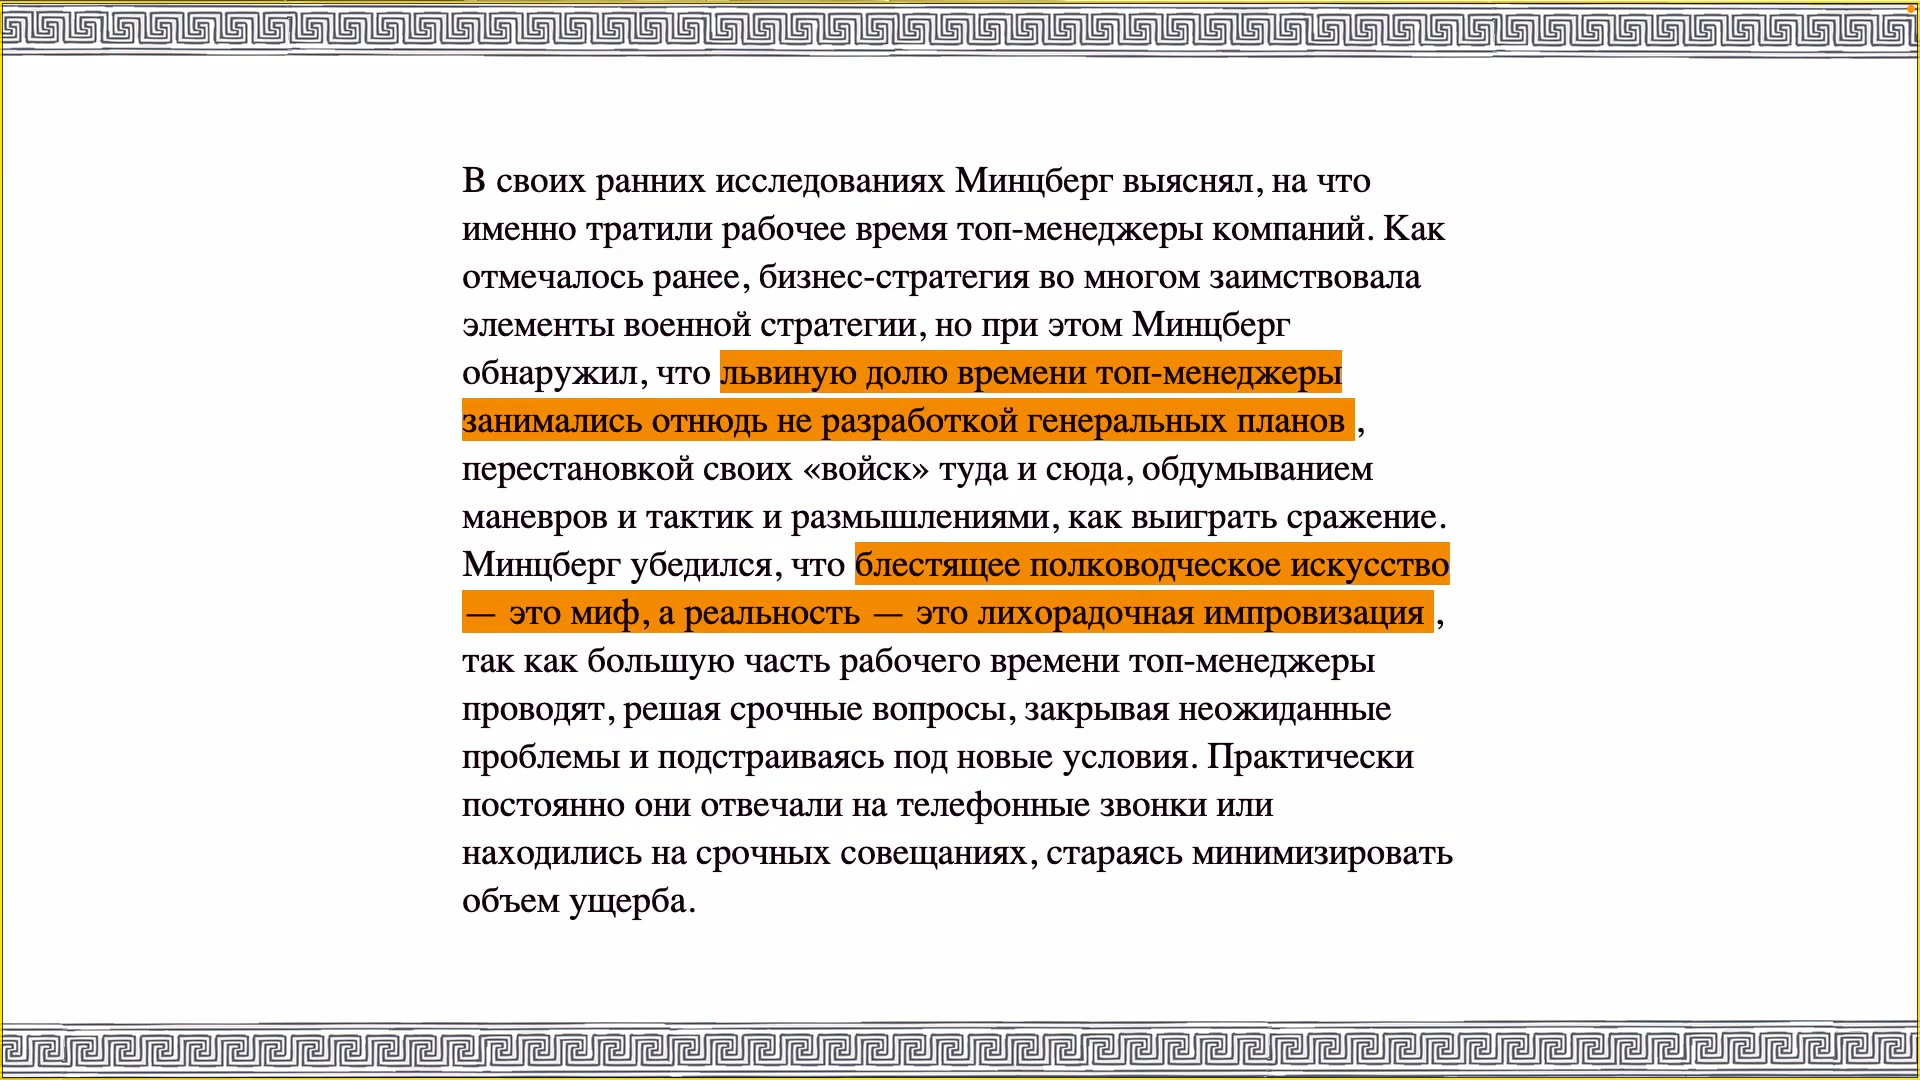 В своих ранних исследованиях Минцберг выяснял, на что
именно тратили рабочее время топ-менеджеры компаний. Как
отмечалось ранее, бизнес-стратегия во многом заимствовала
элементы военной стратегии, но при этом Минцберг
обнаружил, что львиную долю времени топ-менеджеры
занимались отнюдь не разработкой генеральных планов ,
перестановкой своих «войск» туда и сюда, обдумыванием
маневров и тактик и размышлениями, как выиграть сражение.
Минцберг убедился, что блестящее полководческое искусство
— это миф, а реальность — это лихорадочная импровизация ,
так как большую часть рабочего времени топ-менеджеры
проводят, решая срочные вопросы, закрывая неожиданные
проблемы и подстраиваясь под новые условия. Практически
постоянно они отвечали на телефонные звонки или
находились на срочных совещаниях, стараясь минимизировать
объем ущерба.